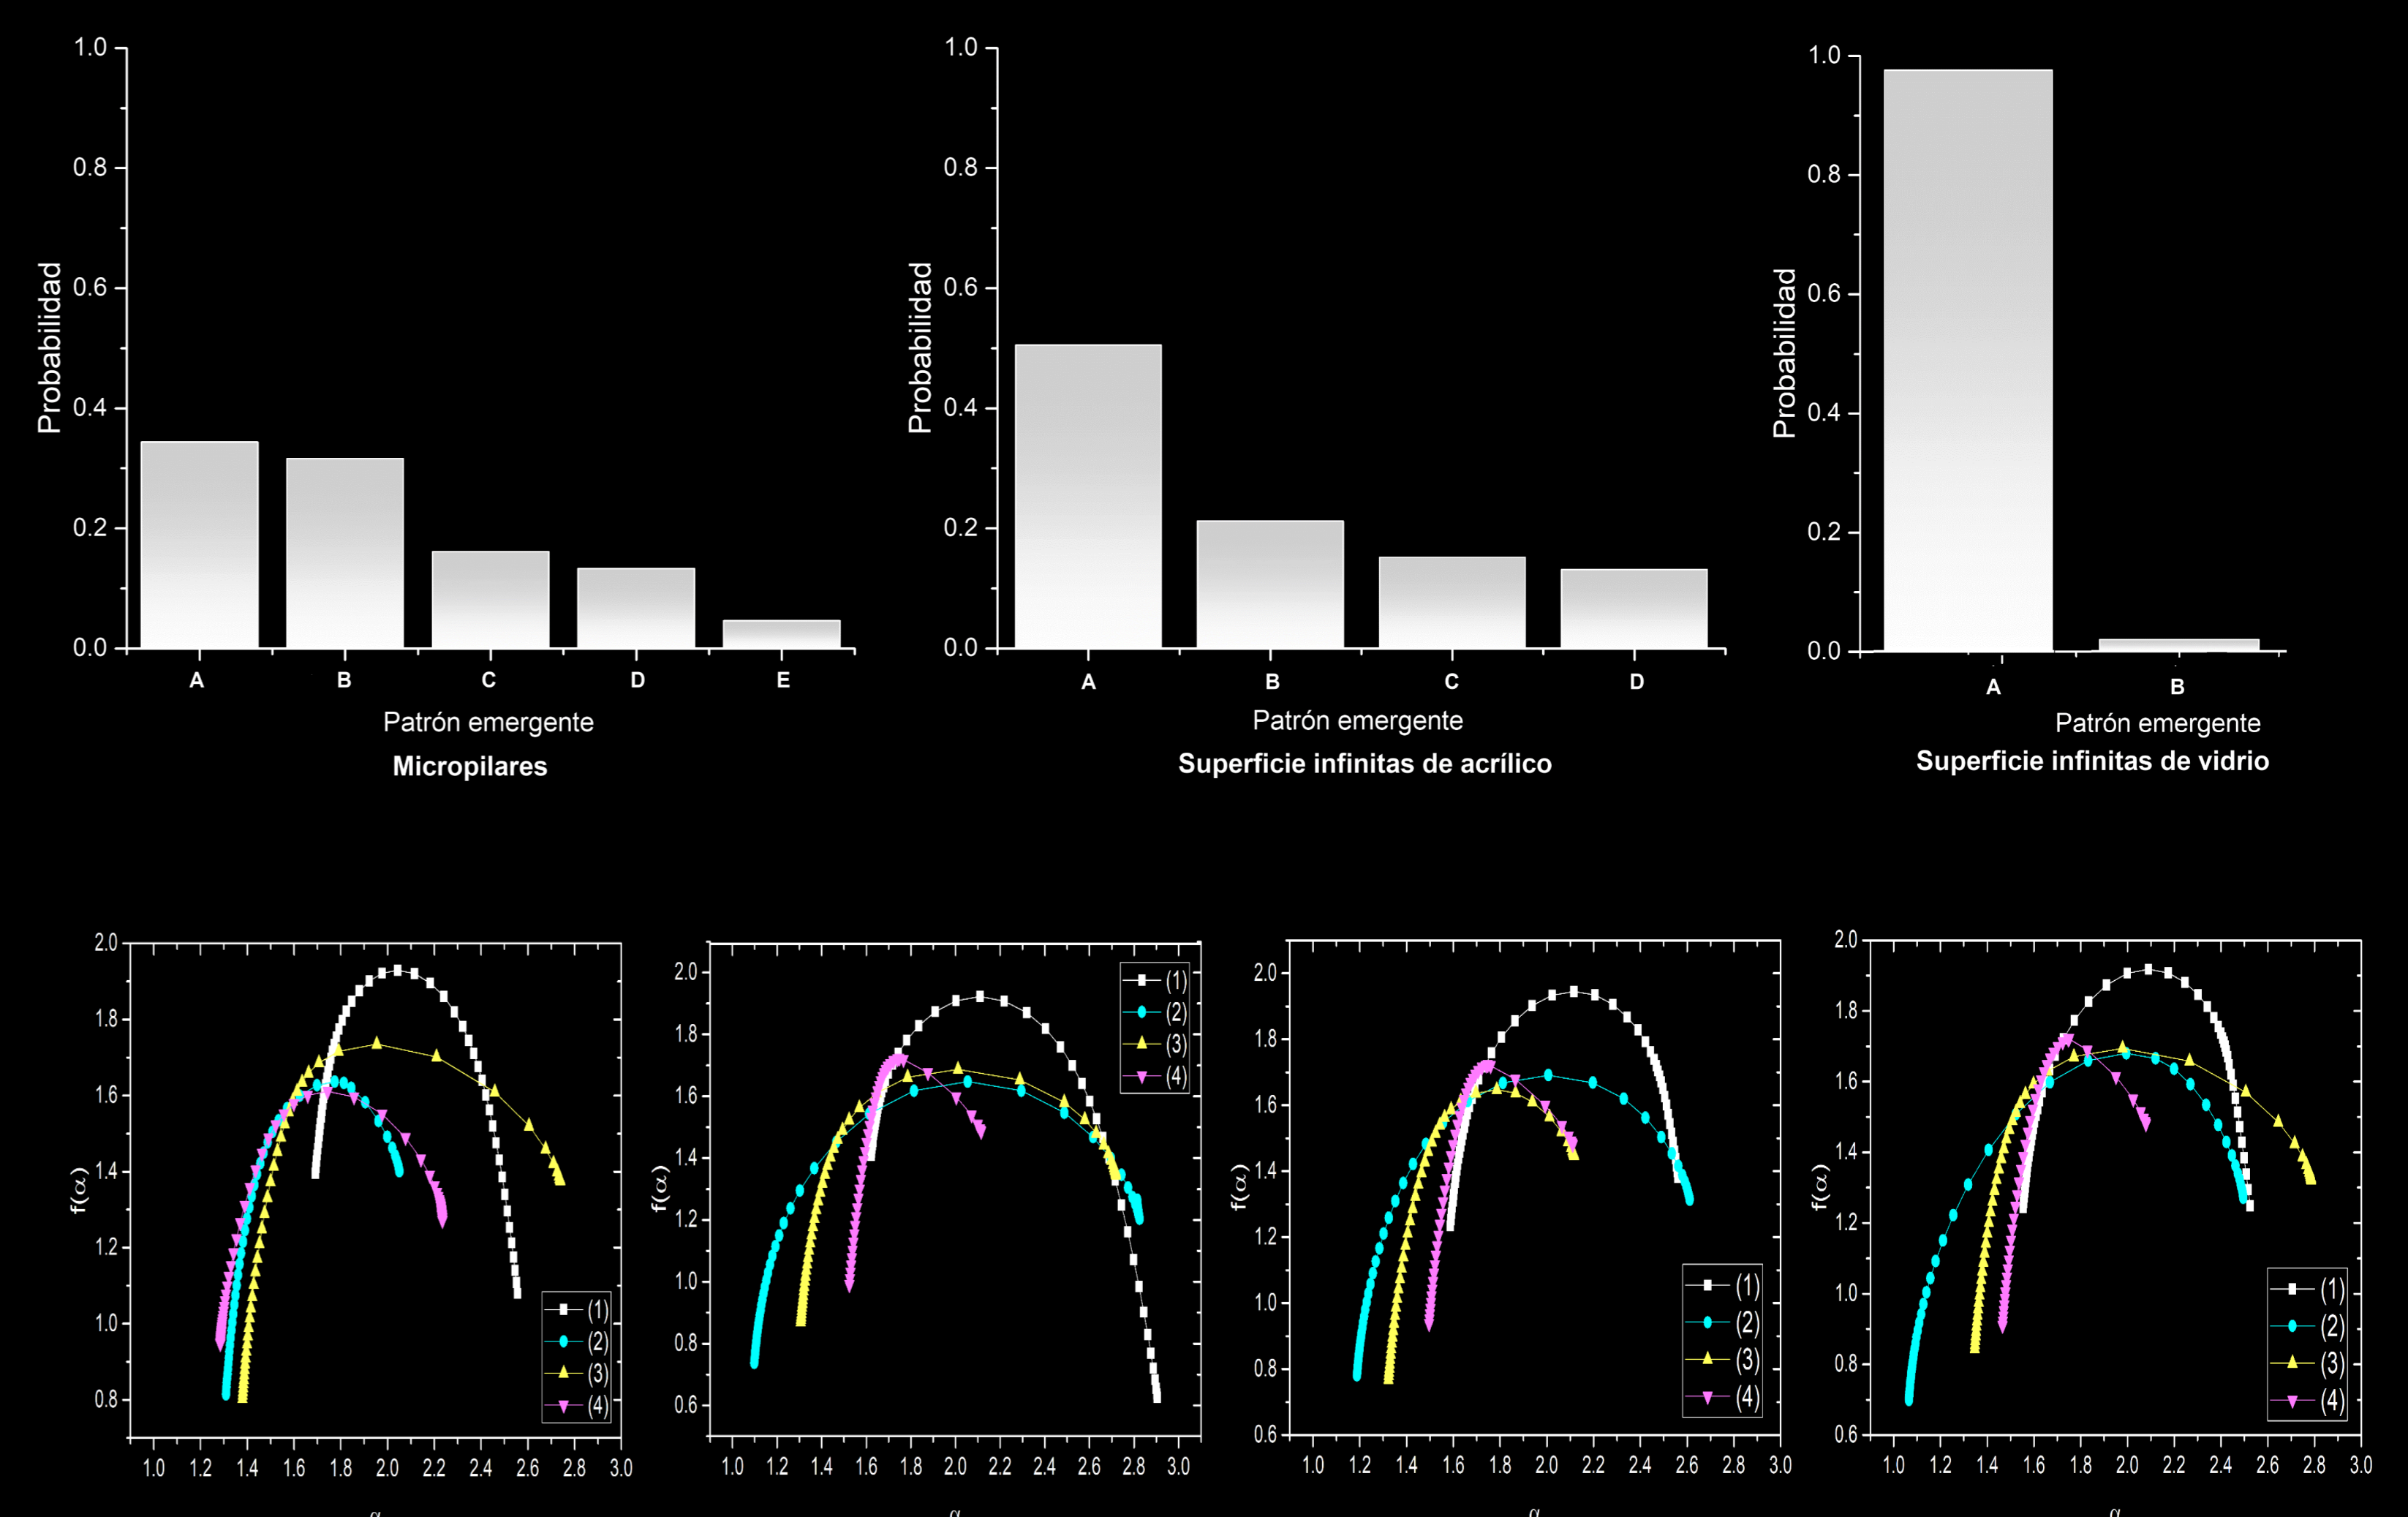 1.0
0.8
0.6
0.4
0.2
0.0
Probabilidad
A B C D E
Patrón emergente
Micropilares
1.0
0.8
0.6
0.4
0.2
0.0
Probabilidad
A B C D
Patrón emergente
Superficie infinitas de acrílico
1.0
0.8
0.6
0.4
0.2
0.0
Probabilidad
A B
Patrón emergente
Superficie infinitas de vidrio
2.0
1.8
1.6
1.4
1.2
1.0
0.8
f(α)
(1)
(2)
(3)
(4)
1.0 1.2 1.4 1.6 1.8 2.0 2.2 2.4 2.6 2.8 3.0
α
2.0
1.8
1.6
1.4
1.2
1.0
0.8
0.6
f(α)
(1)
(2)
(3)
(4)
1.0 1.2 1.4 1.6 1.8 2.0 2.2 2.4 2.6 2.8 3.0
α
2.0
1.8
1.6
1.4
1.2
1.0
0.8
0.6
f(α)
(1)
(2)
(3)
(4)
1.0 1.2 1.4 1.6 1.8 2.0 2.2 2.4 2.6 2.8 3.0
α
2.0
1.8
1.6
1.4
1.2
1.0
0.8
0.6
f(α)
(1)
(2)
(3)
(4)
1.0 1.2 1.4 1.6 1.8 2.0 2.2 2.4 2.6 2.8 3.0
α